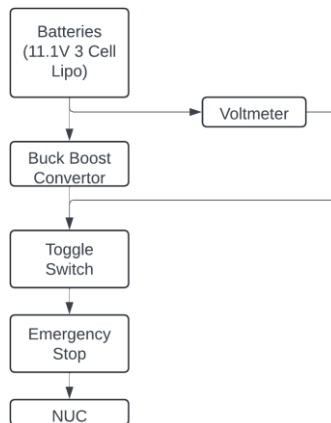 Batteries
(11.1V 3 Cell
Lipo)
Voltmeter
Buck Boost
Convertor
Toggle
Switch
Emergency
Stop
NUC